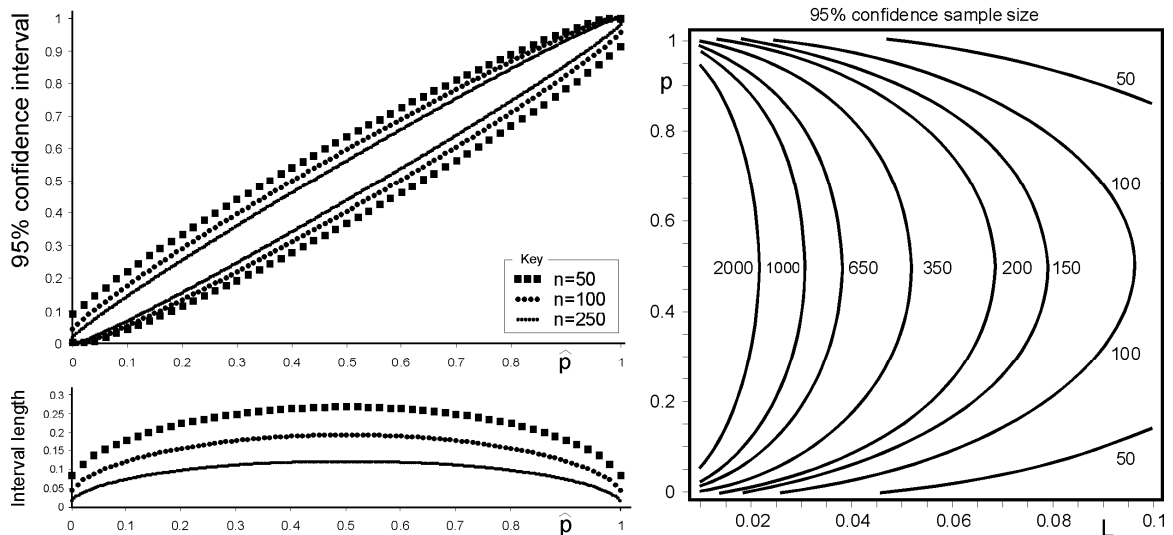 95% confidence interval
1
0.9
0.8
0.7
0.6
0.5
0.4
0.3
0.2
0.1
0
0 0.1 0.2 0.3 0.4 0.5 0.6 0.7 0.8 p̂ 1
Key
n=50
n=100
n=250
Interval length
0.3
0.25
0.2
0.15
0.1
0.05
0
0 0.1 0.2 0.3 0.4 0.5 0.6 0.7 0.8 p̂ 1
95% confidence sample size
1
p
0.8
0.6
0.4
0.2
0
50
100
2000 1000 650 350 200 150
100
50
0.02 0.04 0.06 0.08 L 0.1